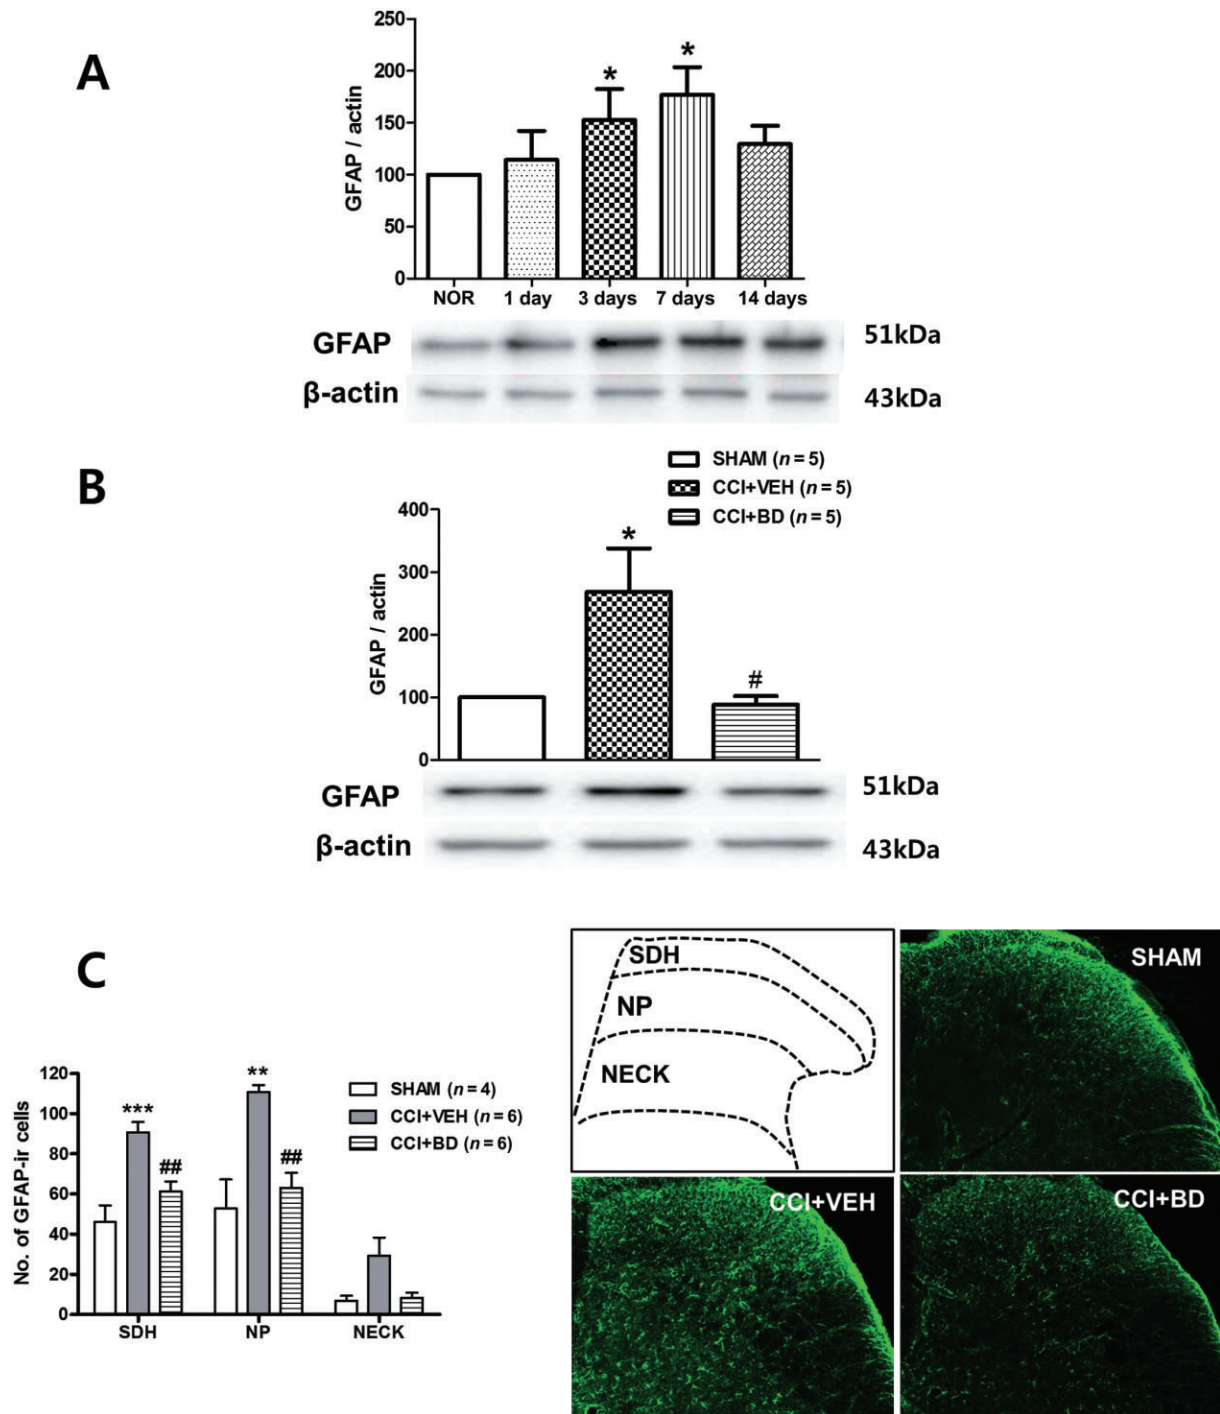 A
250
200
150
100
50
0
GFAP / actin
*
*
NOR 1 day 3 days 7 days 14 days
GFAP 51kDa
β-actin 43kDa
B
SHAM (n = 5)
CCI+VEH (n = 5)
CCI+BD (n = 5)
400
300
200
100
0
GFAP / actin
*
#
GFAP 51kDa
β-actin 43kDa
C
120
100
80
60
40
20
0
No. of GFAP-ir cells
***
##
**
##
SDH NP NECK
SHAM (n = 4)
CCI+VEH (n = 6)
CCI+BD (n = 6)
SDH
NP
NECK
SHAM
CCI+VEH
CCI+BD